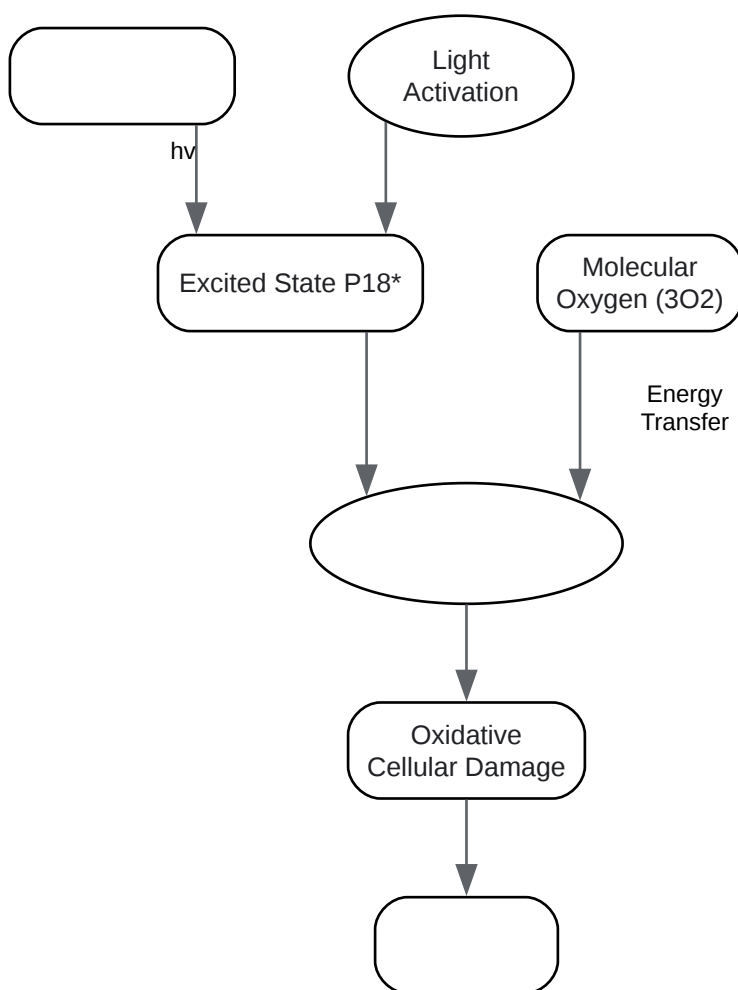 Light
Activation
hv
Excited State P18*
Molecular
Oxygen (3O2)
Energy
Transfer
Oxidative
Cellular Damage